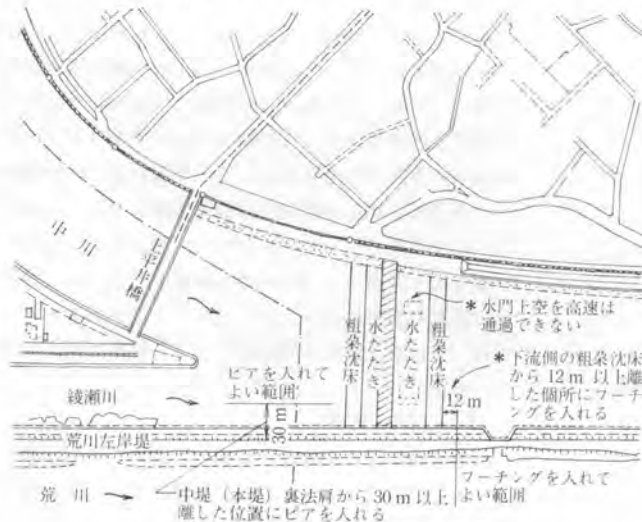 中川
上平井橋
粗朶沈床
水たたき
水たたき
粗朶沈床
＊水門上空を高速は
通過できない
＊下流側の粗朶沈床
から12m以上離
した個所にフーチ
ングを入れる
12m
ピアを入れて
よい範囲
30m
綾瀬川
荒川左岸堤
荒川
中堤（本堤）裏法肩から30m以上
離した位置にピアを入れる
フーチングを入れて
よい範囲